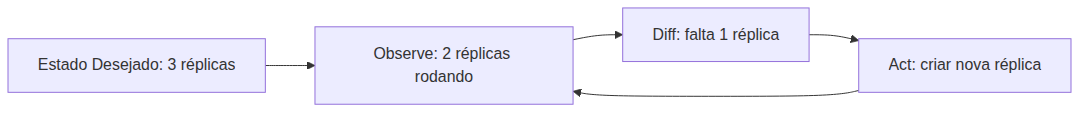 Estado Desejado: 3 réplicas
Observe: 2 réplicas
rodando
Diff: falta 1 réplica
Act: criar nova réplica